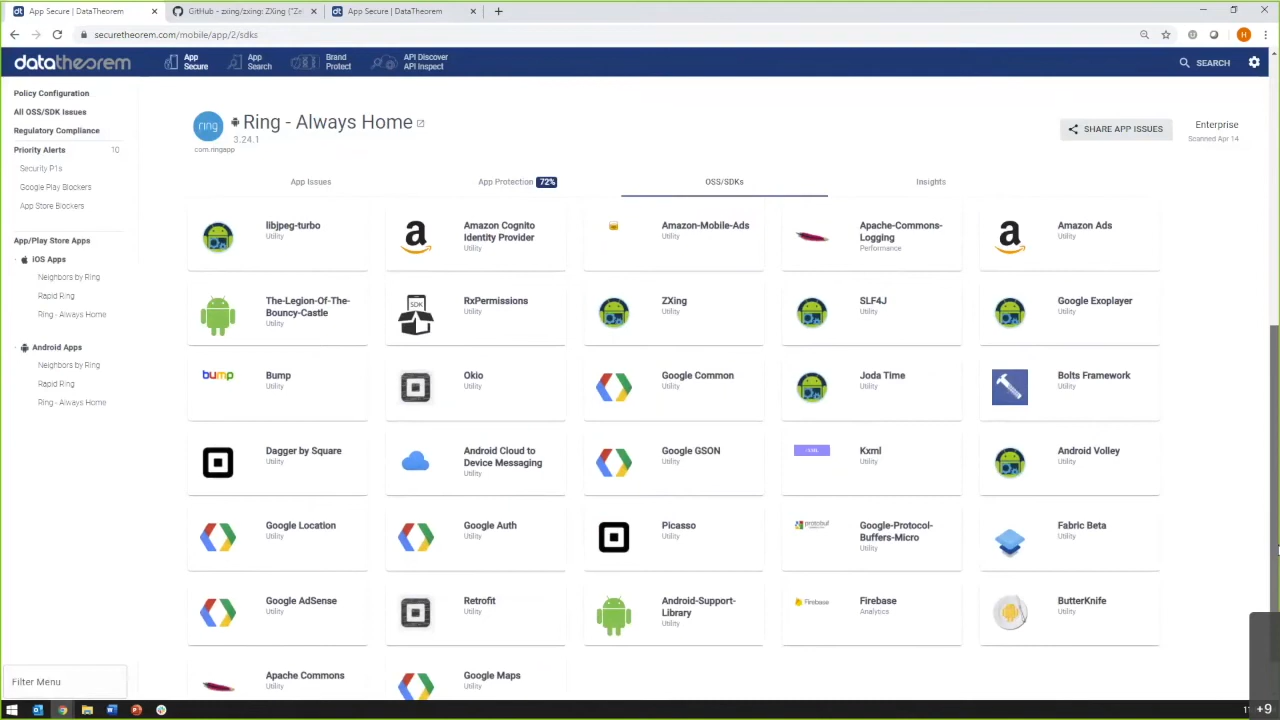 App Secure | DataTheorem
GitHub - zxing/zxing: ZXing ("Ze
App Secure | DataTheorem
securetheorem.com/mobile/app/2/sdks
H
datatheorem
App Secure
App Search
Brand Protect
API Discover
API Inspect
SEARCH
Policy Configuration
All OSS/SDK Issues
Regulatory Compliance
Priority Alerts 10
Security P1s
Google Play Blockers
App Store Blockers
App/Play Store Apps
iOS Apps
Neighbors by Ring
Rapid Ring
Ring - Always Home
Android Apps
Neighbors by Ring
Rapid Ring
Ring - Always Home
Filter Menu
ring
Ring - Always Home
3.24.1
com.ringapp
SHARE APP ISSUES
Enterprise
Scanned Apr 14
App Issues
App Protection 72%
OSS/SDKs
Insights
libjpeg-turbo
Utility
Amazon Cognito
Identity Provider
Utility
Amazon-Mobile-Ads
Utility
Apache-Commons-
Logging
Performance
Amazon Ads
Utility
The-Legion-Of-The-
Bouncy-Castle
Utility
SDK
RxPermissions
Utility
ZXing
Utility
SLF4J
Utility
Google Exoplayer
Utility
bump
Bump
Utility
Okio
Utility
Google Common
Utility
Joda Time
Utility
Bolts Framework
Utility
Dagger by Square
Utility
Android Cloud to
Device Messaging
Utility
Google GSON
Utility
Kxml
Utility
Android Volley
Utility
Google Location
Utility
Google Auth
Utility
Picasso
Utility
protobuf
Google-Protocol-
Buffers-Micro
Utility
Fabric Beta
Utility
Google AdSense
Utility
Retrofit
Utility
Android-Support-
Library
Utility
Firebase
Firebase
Analytics
ButterKnife
Utility
Apache Commons
Utility
Google Maps
Utility
+9